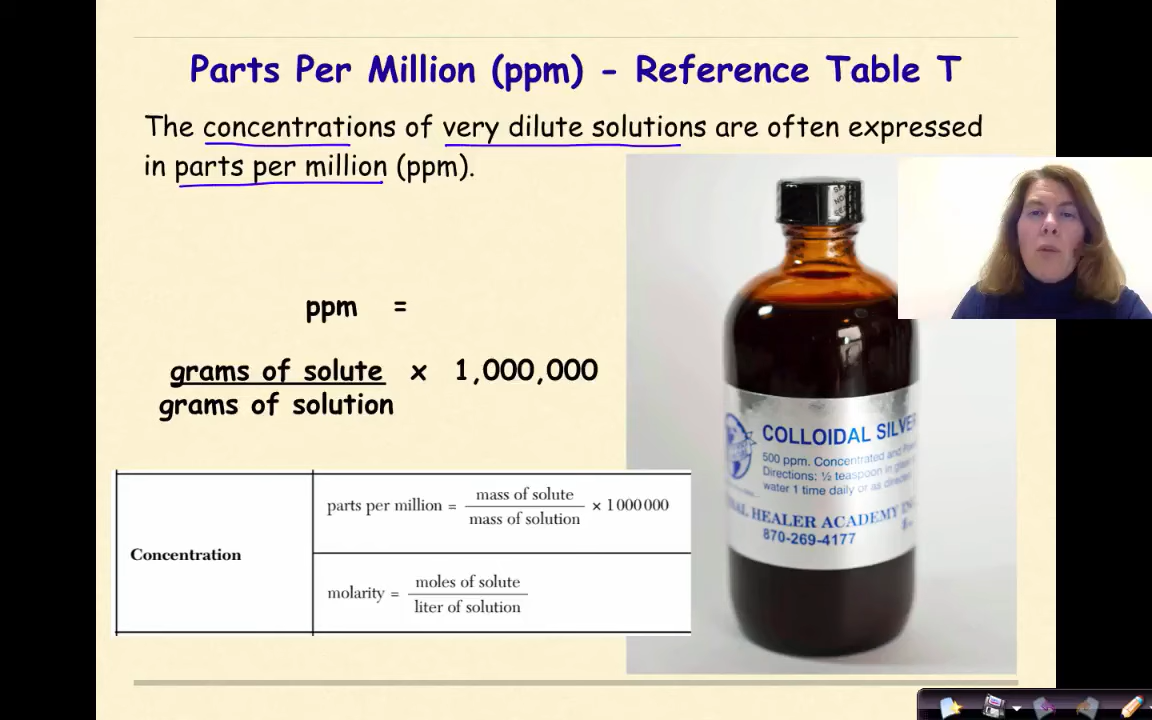 Parts Per Million (ppm) - Reference Table T
The concentrations of very dilute solutions are often expressed
in parts per million (ppm).
ppm =
grams of solute x 1,000,000
grams of solution
Concentration
parts per million = mass of solute / mass of solution × 1 000 000
molarity = moles of solute / liter of solution
COLLOIDAL SILVER
500 ppm. Concentrated and
Directions: ½ teaspoon in
water 1 time daily or as directed
HEALER ACADEMY
870-269-4177